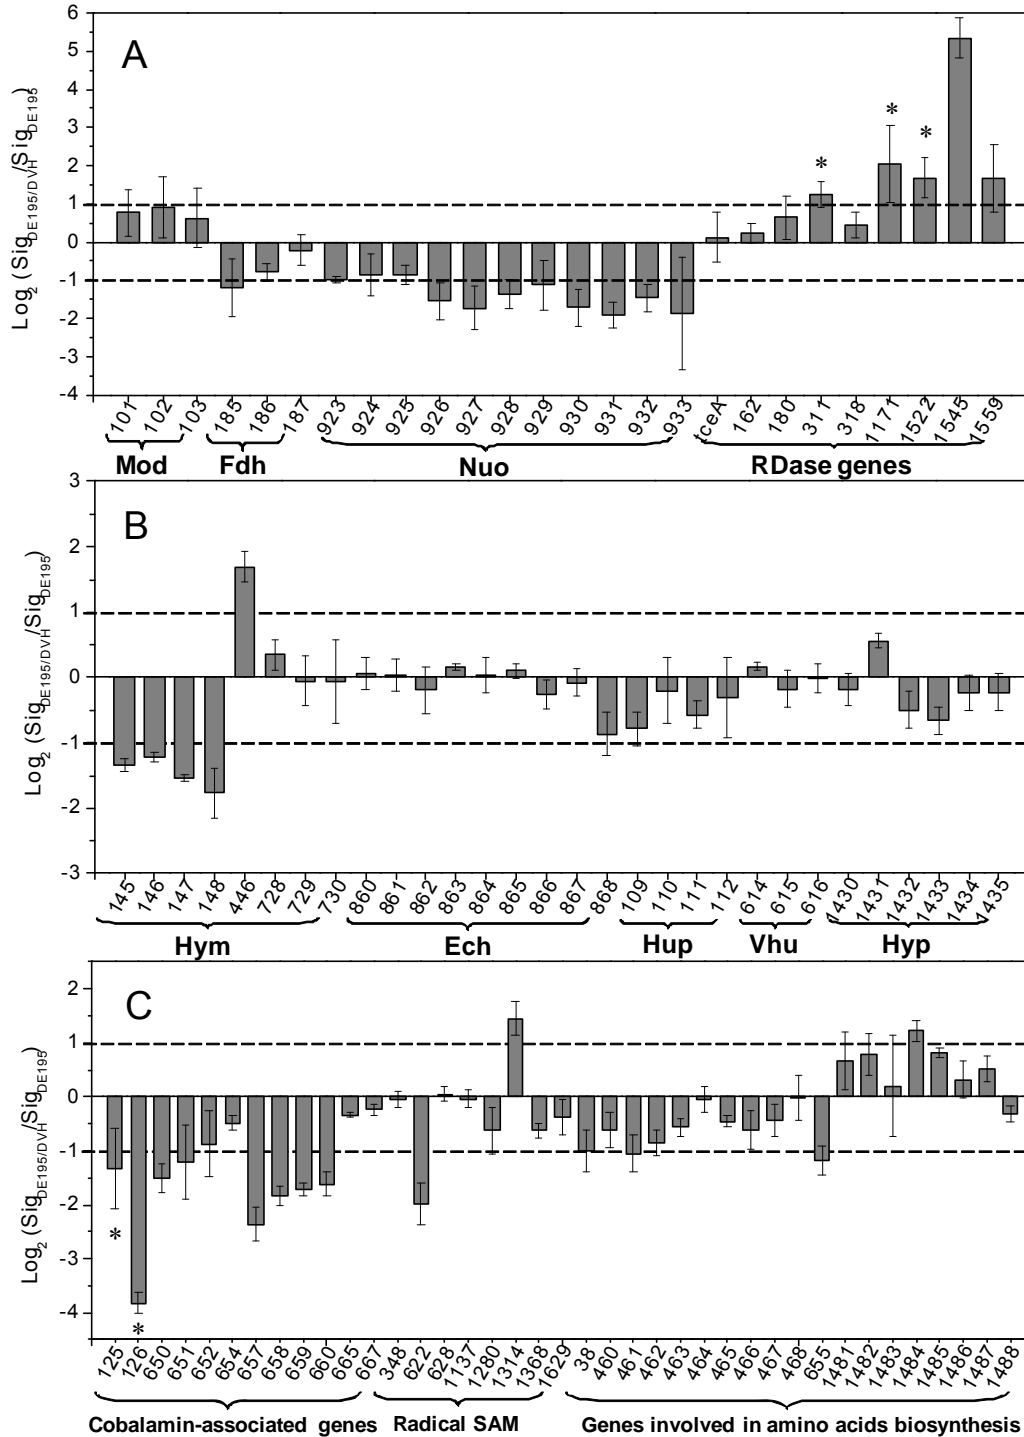 A
Log2 (SigDE195/DVH/SigDE195)
6
5
4
3
2
1
0
-1
-2
-3
-4
* * *
101 102 103 185 186 187 923 924 925 926 927 928 929 930 931 932 933 tceA 162 180 311 318 1171 1522 1545 1559
Mod Fdh Nuo RDase genes
B
Log2 (SigDE195/DVH/SigDE195)
3
2
1
0
-1
-2
-3
145 146 147 148 446 728 729 730 860 861 862 863 864 865 866 867 868 109 110 111 112 614 615 616 1430 1431 1432 1433 1434 1435
Hym Ech Hup Vhu Hyp
C
Log2 (SigDE195/DVH/SigDE195)
2
1
0
-1
-2
-3
-4
* *
125 126 650 651 652 654 657 658 659 660 665 667 348 622 628 1137 1280 1314 1368 1629 38 460 461 462 463 464 465 466 467 468 655 1481 1482 1483 1484 1485 1486 1487 1488
Cobalamin-associated genes Radical SAM Genes involved in amino acids biosynthesis